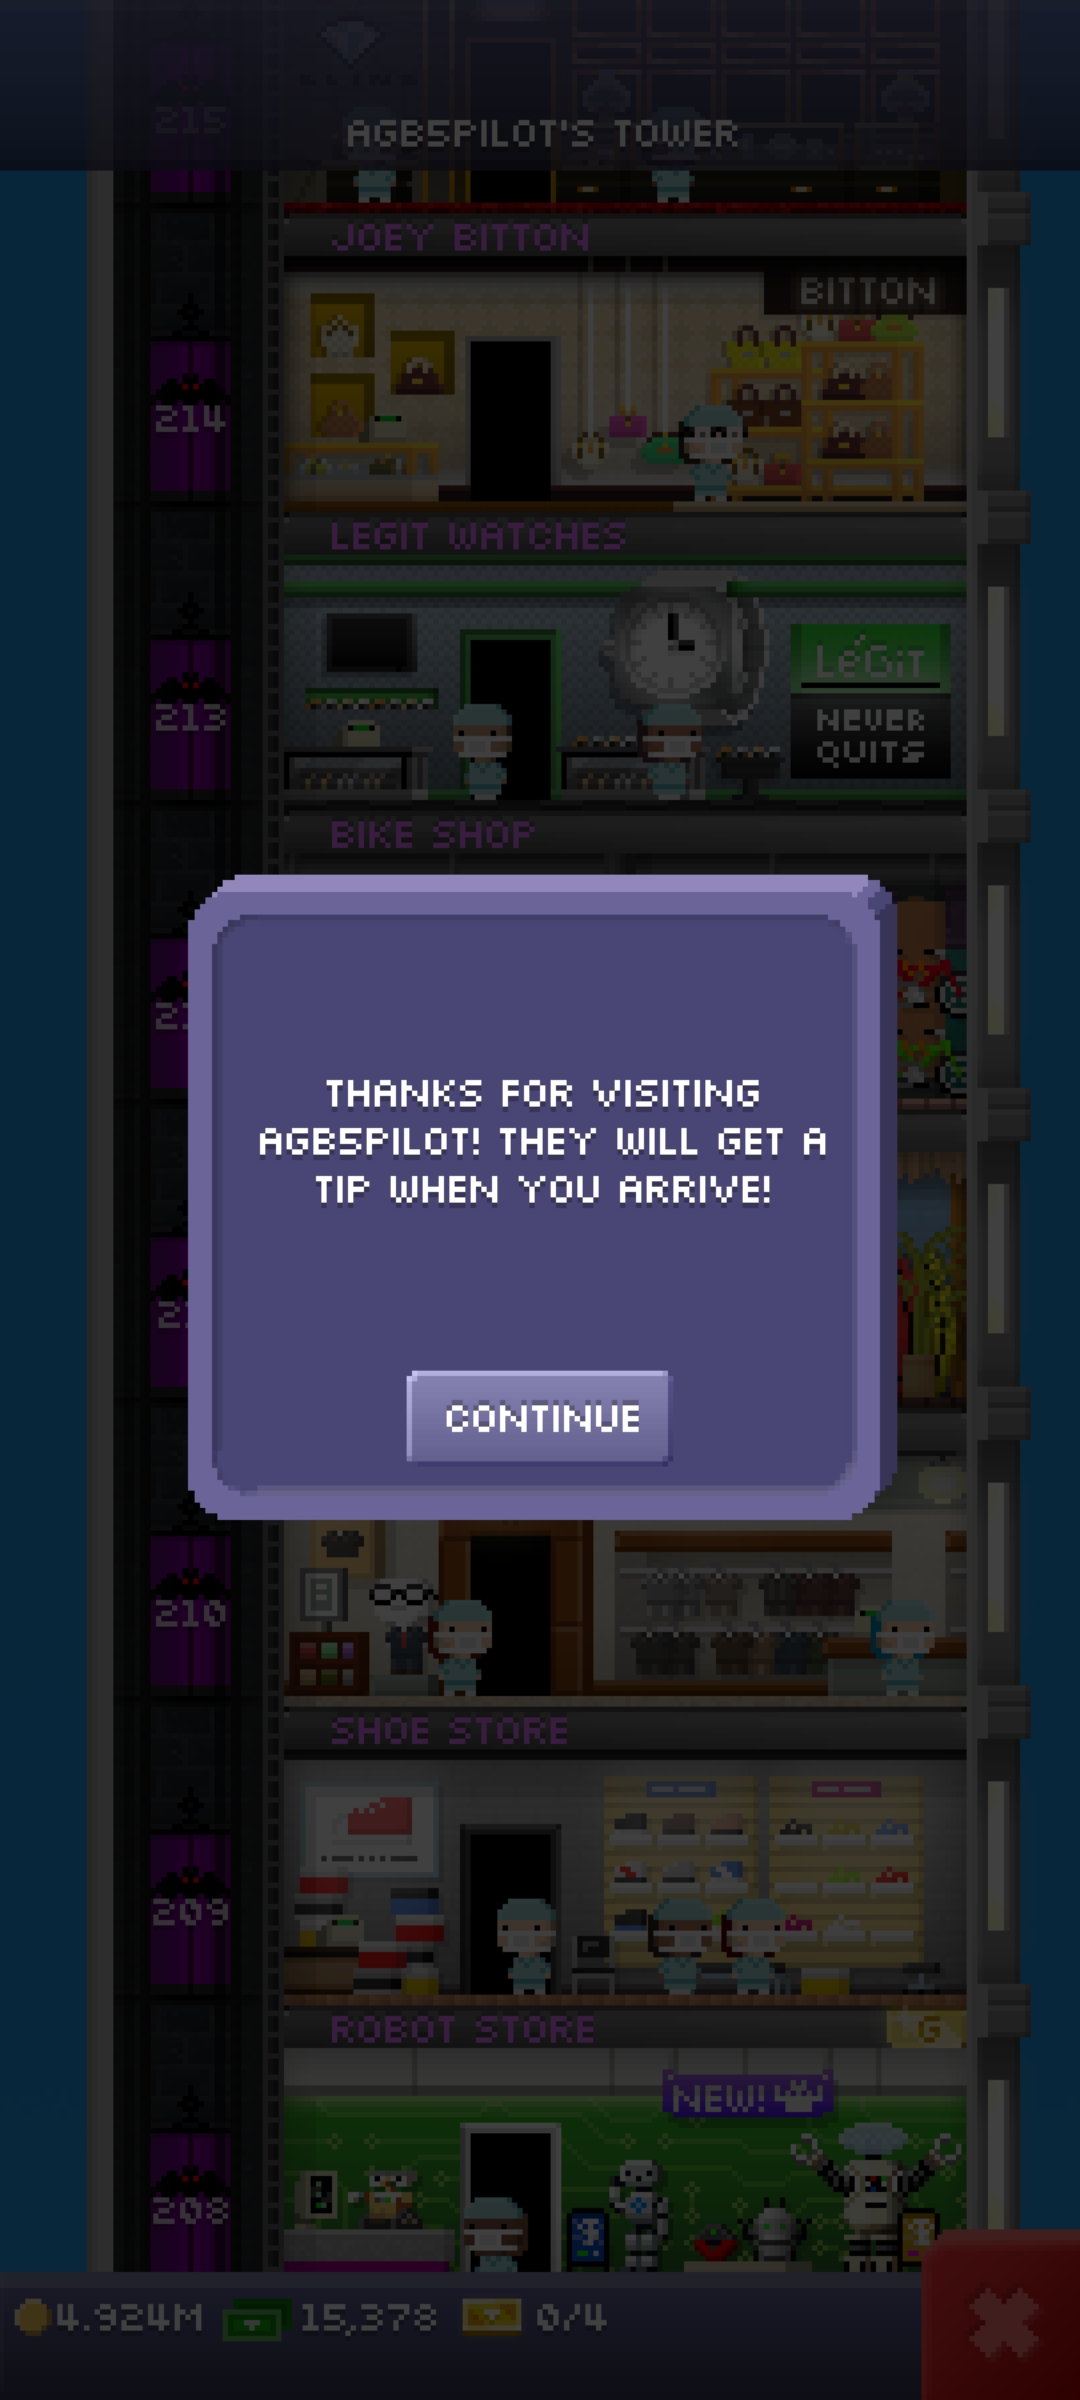 215
AGB5PILOT'S TOWER
JOEY BITTON
BITTON
214
LEGIT WATCHES
LéGiT
NEVER
QUITS
213
BIKE SHOP
THANKS FOR VISITING
AGB5PILOT! THEY WILL GET A
TIP WHEN YOU ARRIVE!
CONTINUE
210
SHOE STORE
209
ROBOT STORE
G
NEW!
208
4.924M 15,378 0/4